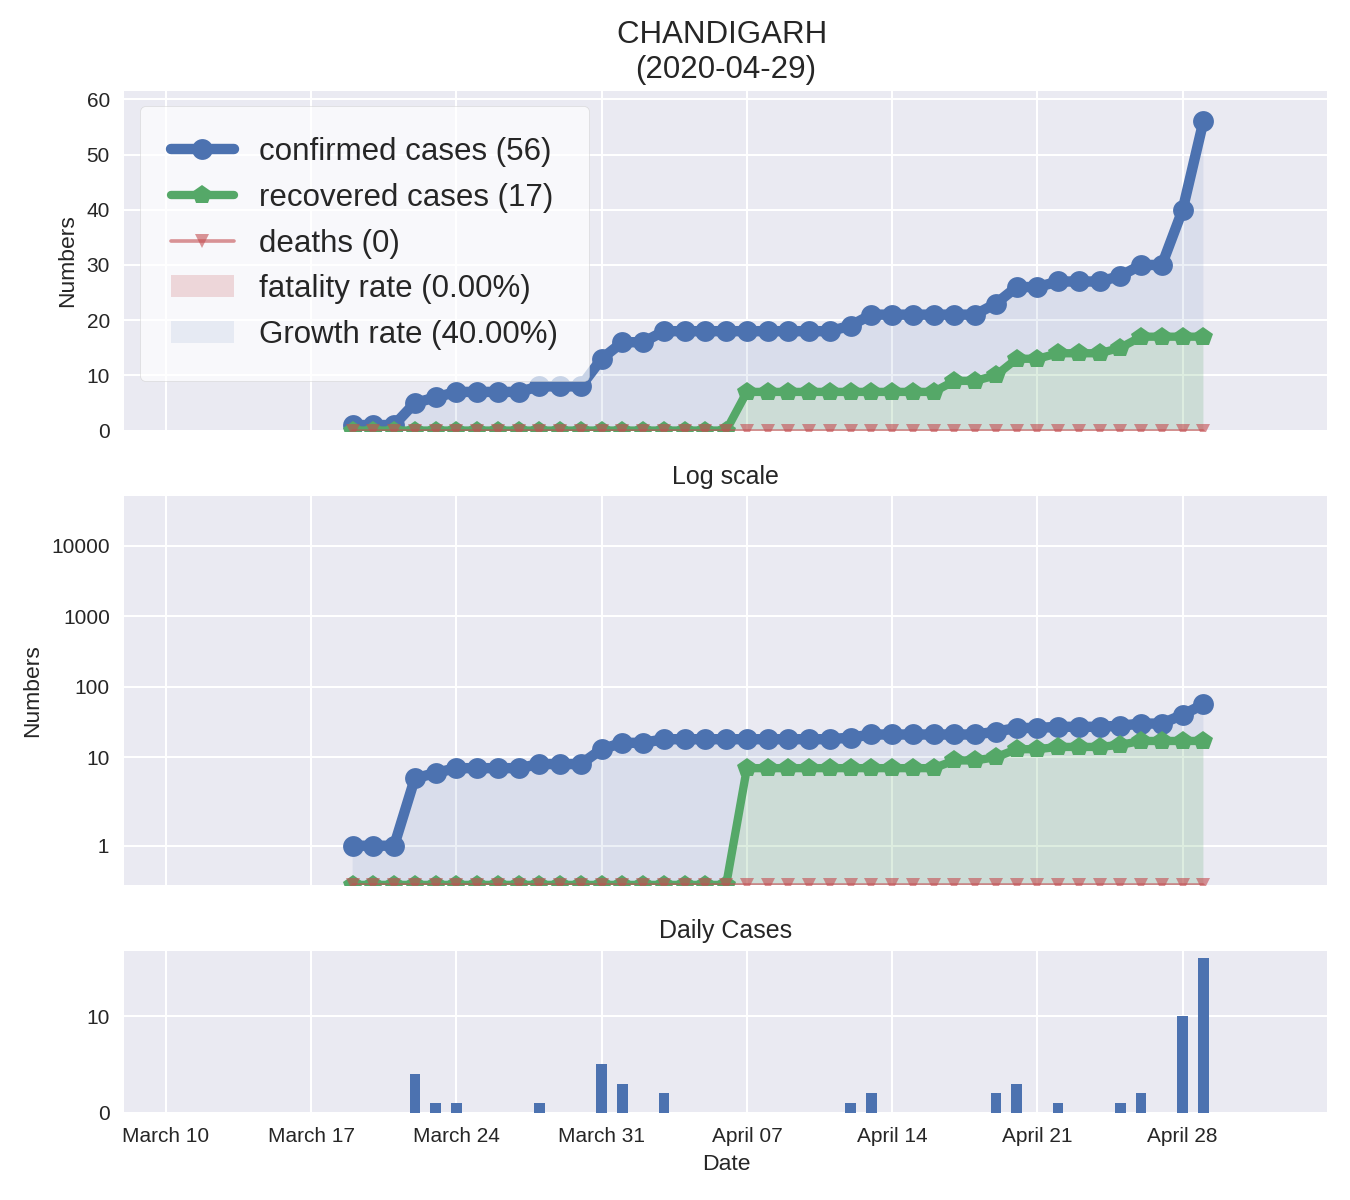 CHANDIGARH
(2020-04-29)
60
50
40
30
20
10
0
Numbers
confirmed cases (56)
recovered cases (17)
deaths (0)
fatality rate (0.00%)
Growth rate (40.00%)
Log scale
10000
1000
100
10
1
Numbers
Daily Cases
10
0
March 10 March 17 March 24 March 31 April 07 April 14 April 21 April 28
Date